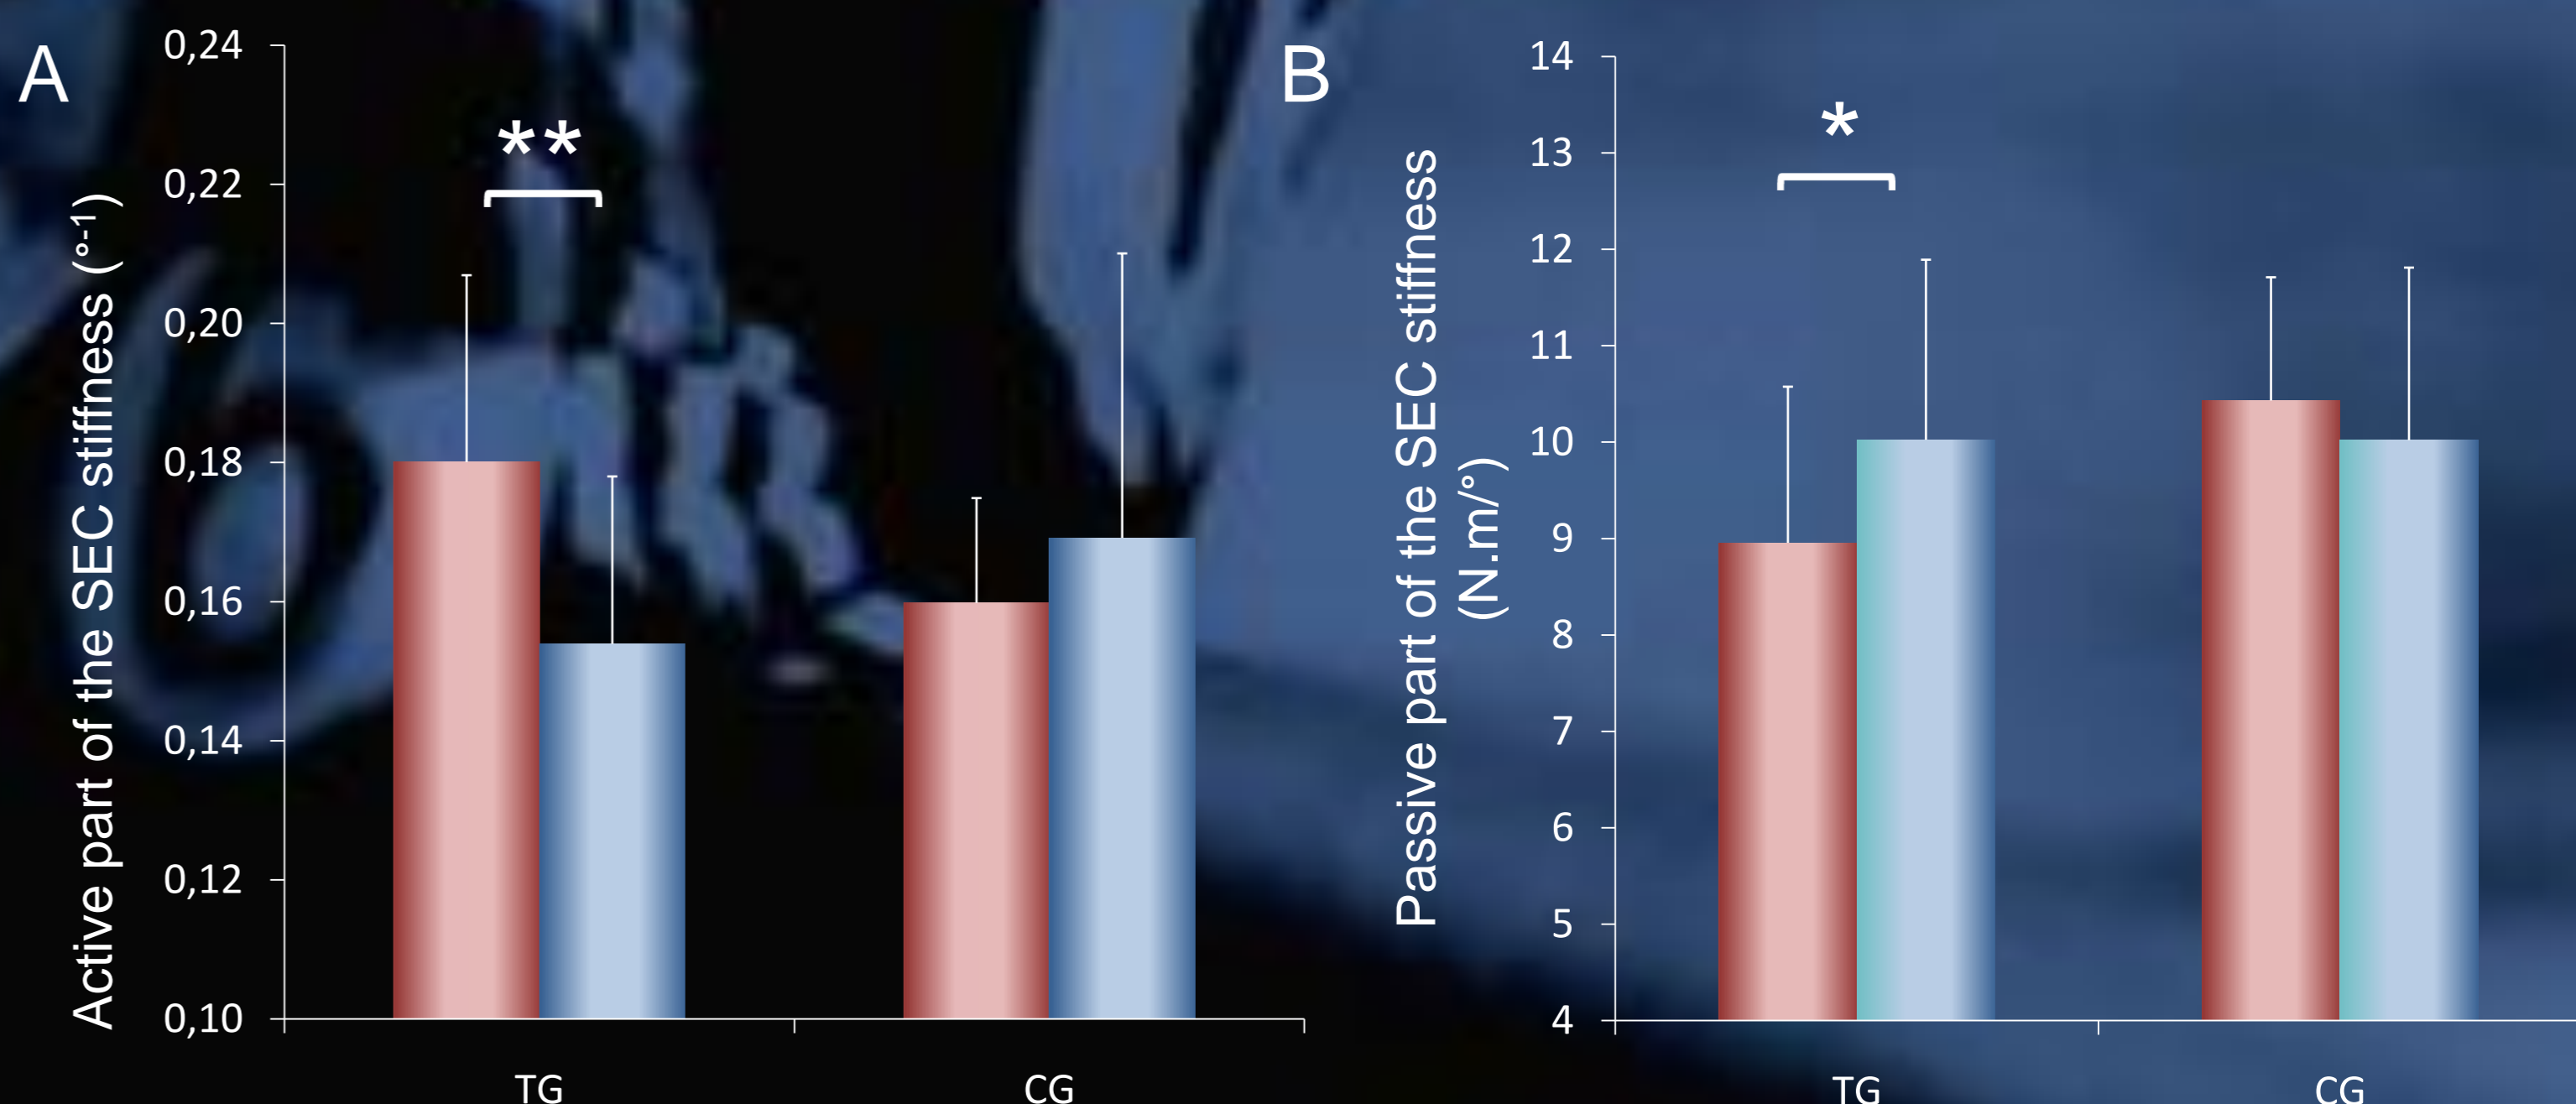 A
Active part of the SEC stiffness (°-1)
0,24
0,22
0,20
0,18
0,16
0,14
0,12
0,10
**
TG
CG
B
Passive part of the SEC stiffness
(N.m/°)
14
13
12
11
10
9
8
7
6
5
4
*
TG
CG